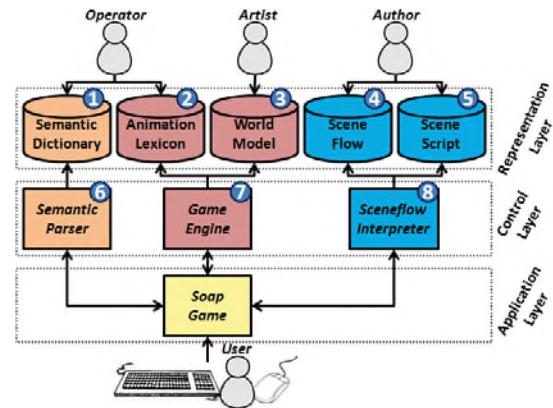 Operator
Artist
Author
1
2
3
4
5
Semantic
Dictionary
Animation
Lexicon
World
Model
Scene
Flow
Scene
Script
Representation
Layer
6
7
8
Semantic
Parser
Game
Engine
Sceneflow
Interpreter
Control
Layer
Soap
Game
Application
Layer
User